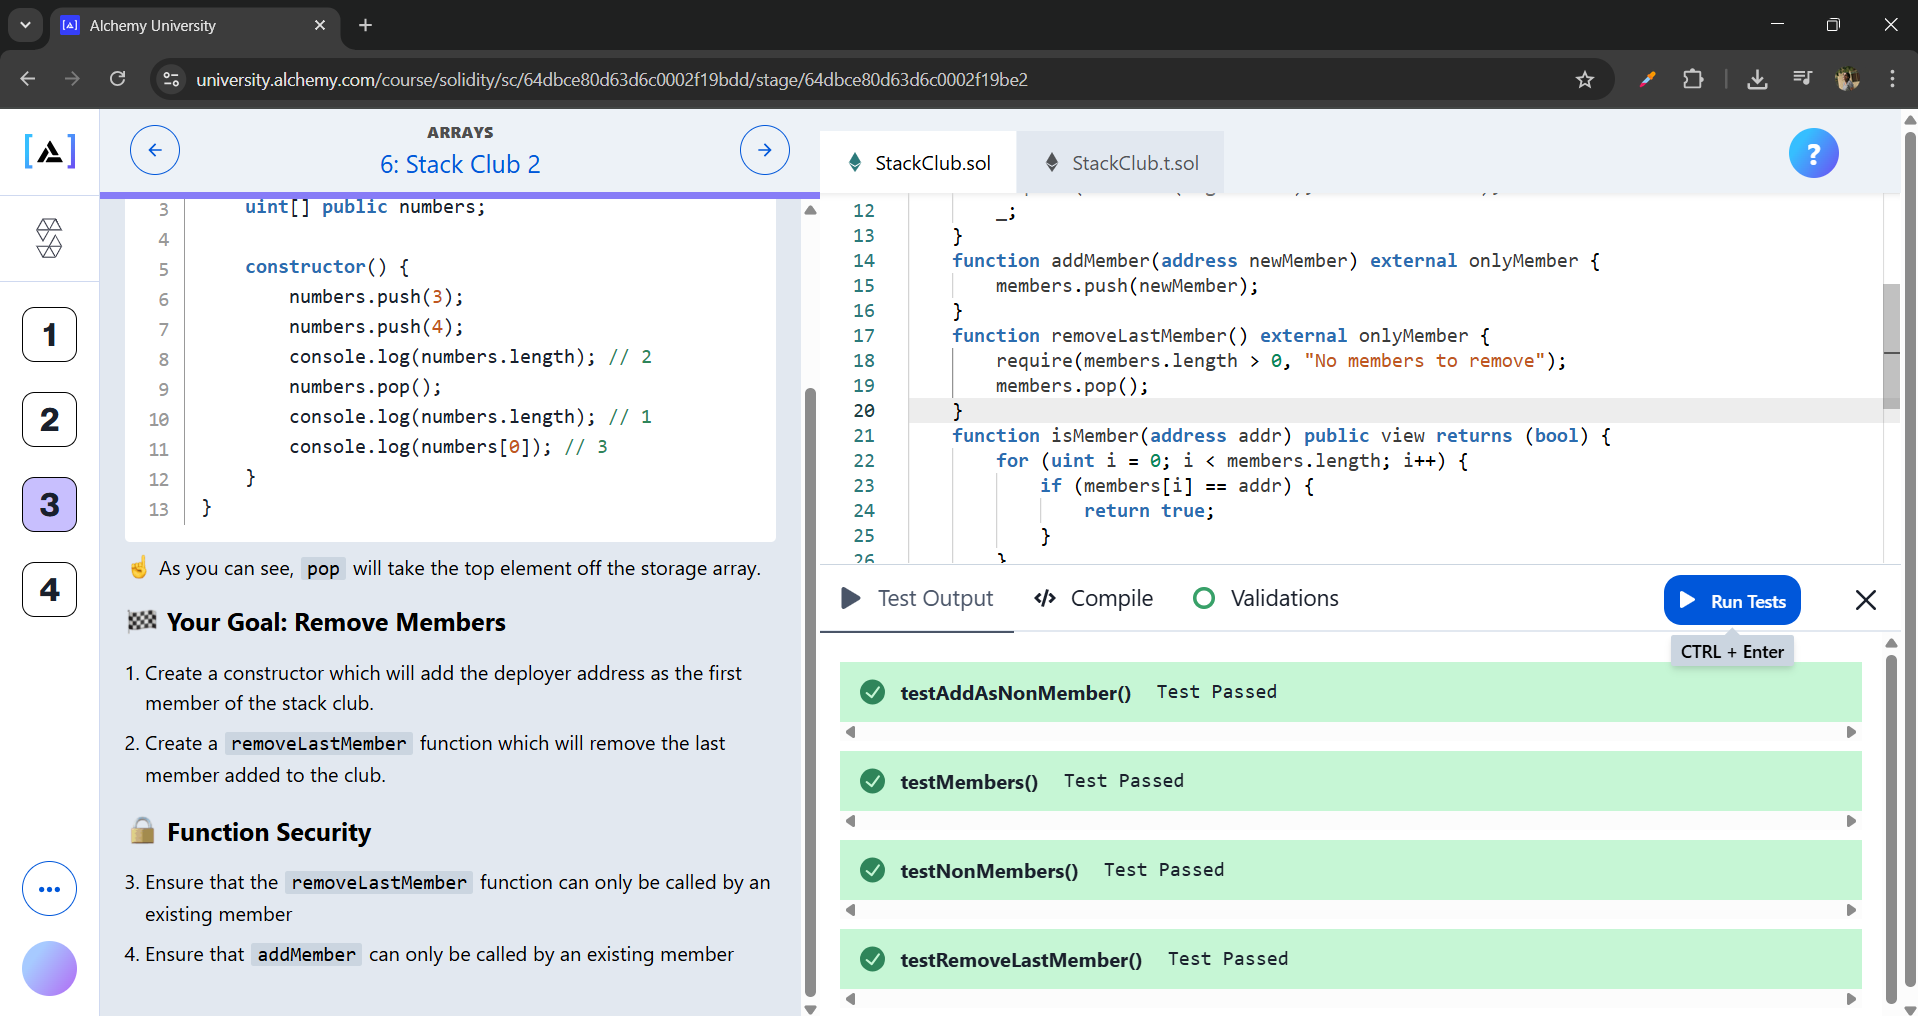 Alchemy University
university.alchemy.com/course/solidity/sc/64dbce80d63d6c0002f19bdd/stage/64dbce80d63d6c0002f19be2
1
2
3
4
ARRAYS
6: Stack Club 2
3 uint[] public numbers;
4
5 constructor() {
6 numbers.push(3);
7 numbers.push(4);
8 console.log(numbers.length); // 2
9 numbers.pop();
10 console.log(numbers.length); // 1
11 console.log(numbers[0]); // 3
12 }
13 }
☝ As you can see, pop will take the top element off the storage array.
🏁 Your Goal: Remove Members
1. Create a constructor which will add the deployer address as the first
member of the stack club.
2. Create a removeLastMember function which will remove the last
member added to the club.
🔒 Function Security
3. Ensure that the removeLastMember function can only be called by an
existing member
4. Ensure that addMember can only be called by an existing member
StackClub.sol
StackClub.t.sol
?
12 _;
13 }
14 function addMember(address newMember) external onlyMember {
15 members.push(newMember);
16 }
17 function removeLastMember() external onlyMember {
18 require(members.length > 0, "No members to remove");
19 members.pop();
20 }
21 function isMember(address addr) public view returns (bool) {
22 for (uint i = 0; i < members.length; i++) {
23 if (members[i] == addr) {
24 return true;
25 }
26 }
Test Output
Compile
Validations
Run Tests
CTRL + Enter
testAddAsNonMember() Test Passed
testMembers() Test Passed
testNonMembers() Test Passed
testRemoveLastMember() Test Passed